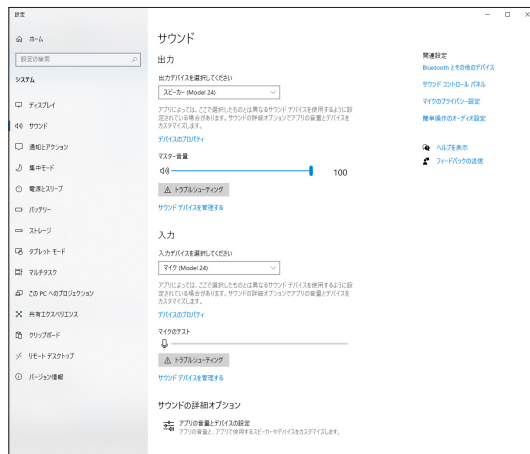 設定
ホーム
設定の検索
システム
ディスプレイ
サウンド
通知とアクション
集中モード
電源とスリープ
バッテリー
ストレージ
タブレット モード
マルチタスク
この PC へのプロジェクション
共有エクスペリエンス
クリップボード
リモート デスクトップ
バージョン情報
サウンド
出力
出力デバイスを選択してください
スピーカー (Model 24)
アプリによっては、ここで選択したものとは異なるサウンド デバイスを使用するように設
定されている場合があります。サウンドの詳細オプションでアプリの音量とデバイスを
カスタマイズします。
デバイスのプロパティ
マスター音量
100
トラブルシューティング
サウンド デバイスを管理する
入力
入力デバイスを選択してください
マイク (Model 24)
アプリによっては、ここで選択したものとは異なるサウンド デバイスを使用するように設
定されている場合があります。サウンドの詳細オプションでアプリの音量とデバイスを
カスタマイズします。
デバイスのプロパティ
マイクのテスト
トラブルシューティング
サウンド デバイスを管理する
サウンドの詳細オプション
アプリの音量とデバイスの設定
アプリの音量と、アプリで使用するスピーカーやデバイスをカスタマイズします。
関連設定
Bluetooth とその他のデバイス
サウンド コントロール パネル
マイクのプライバシー設定
簡単操作のオーディオ設定
ヘルプを表示
フィードバックの送信